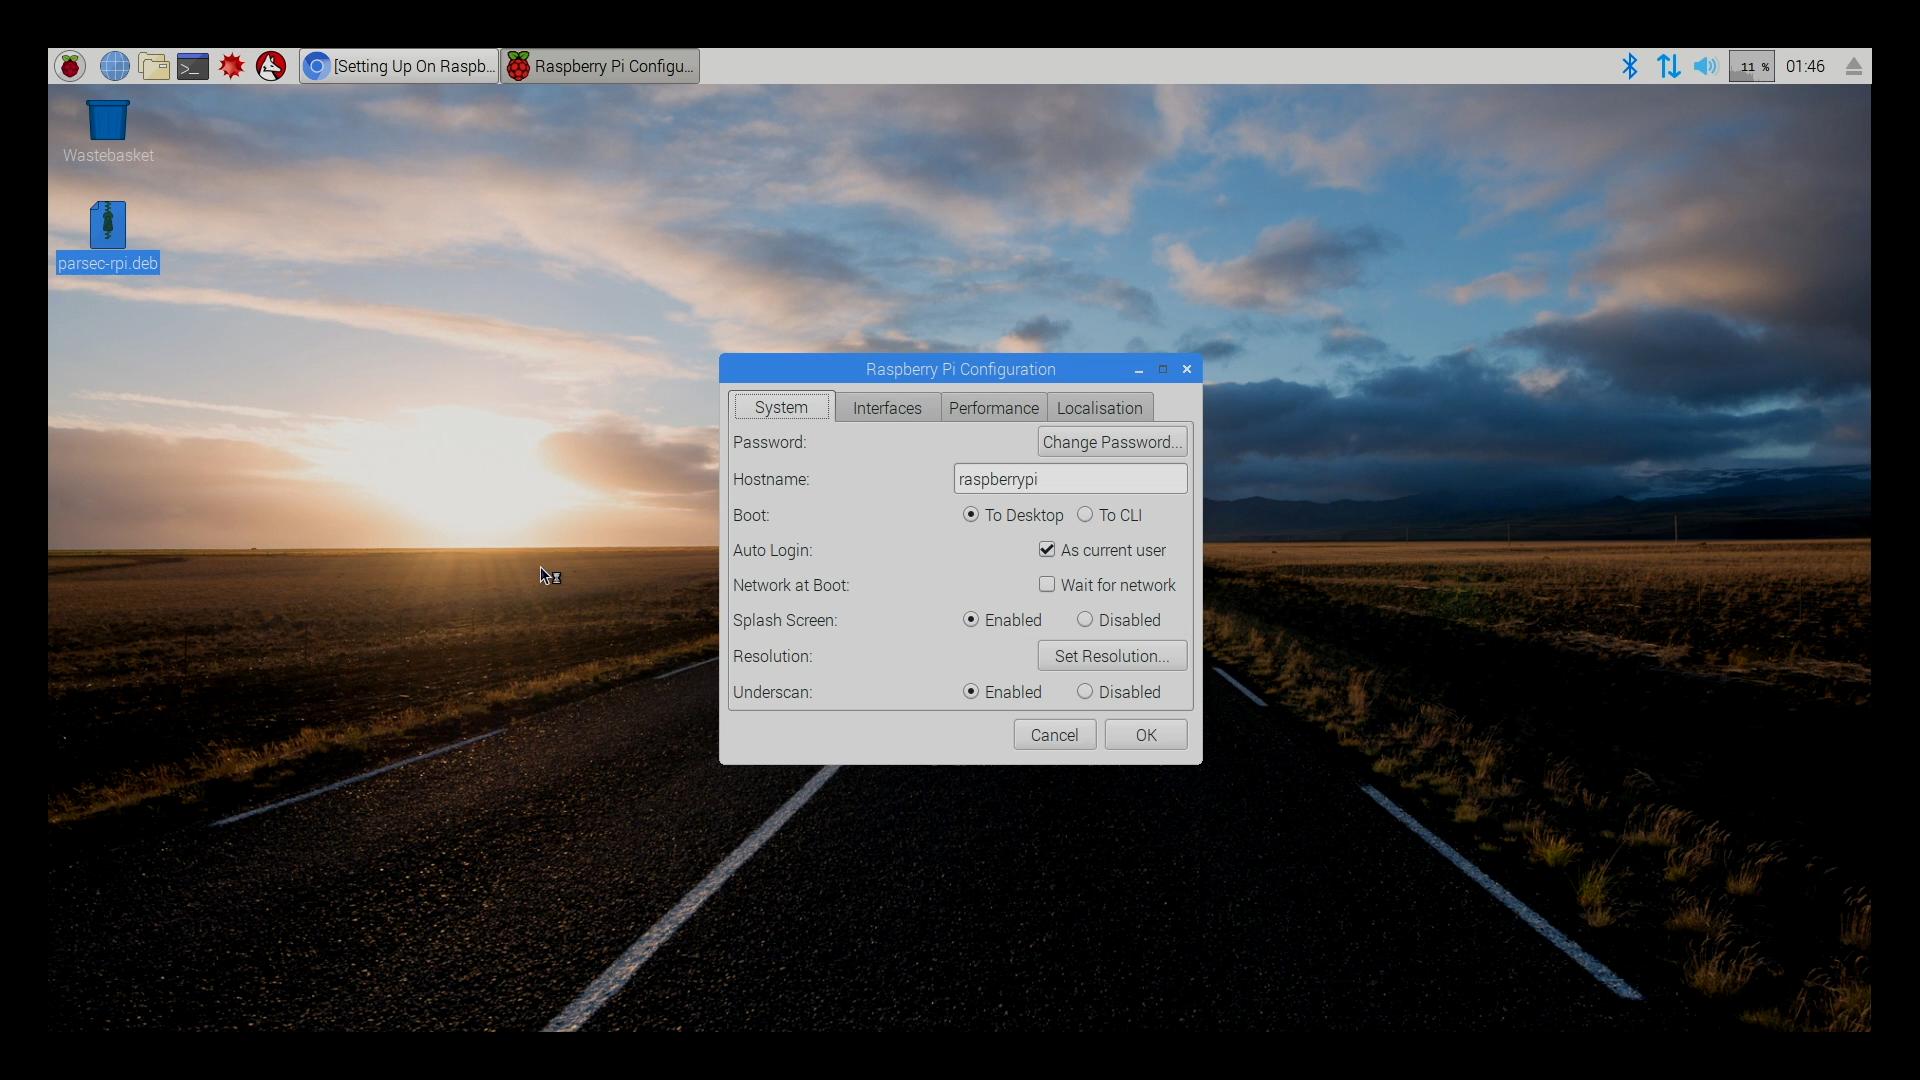 [Setting Up On Raspb...
Raspberry Pi Configu...
11 %
01:46
Wastebasket
parsec-rpi.deb
Raspberry Pi Configuration
System
Interfaces
Performance
Localisation
Password:
Change Password...
Hostname:
raspberrypi
Boot:
To Desktop
To CLI
Auto Login:
As current user
Network at Boot:
Wait for network
Splash Screen:
Enabled
Disabled
Resolution:
Set Resolution...
Underscan:
Enabled
Disabled
Cancel
OK